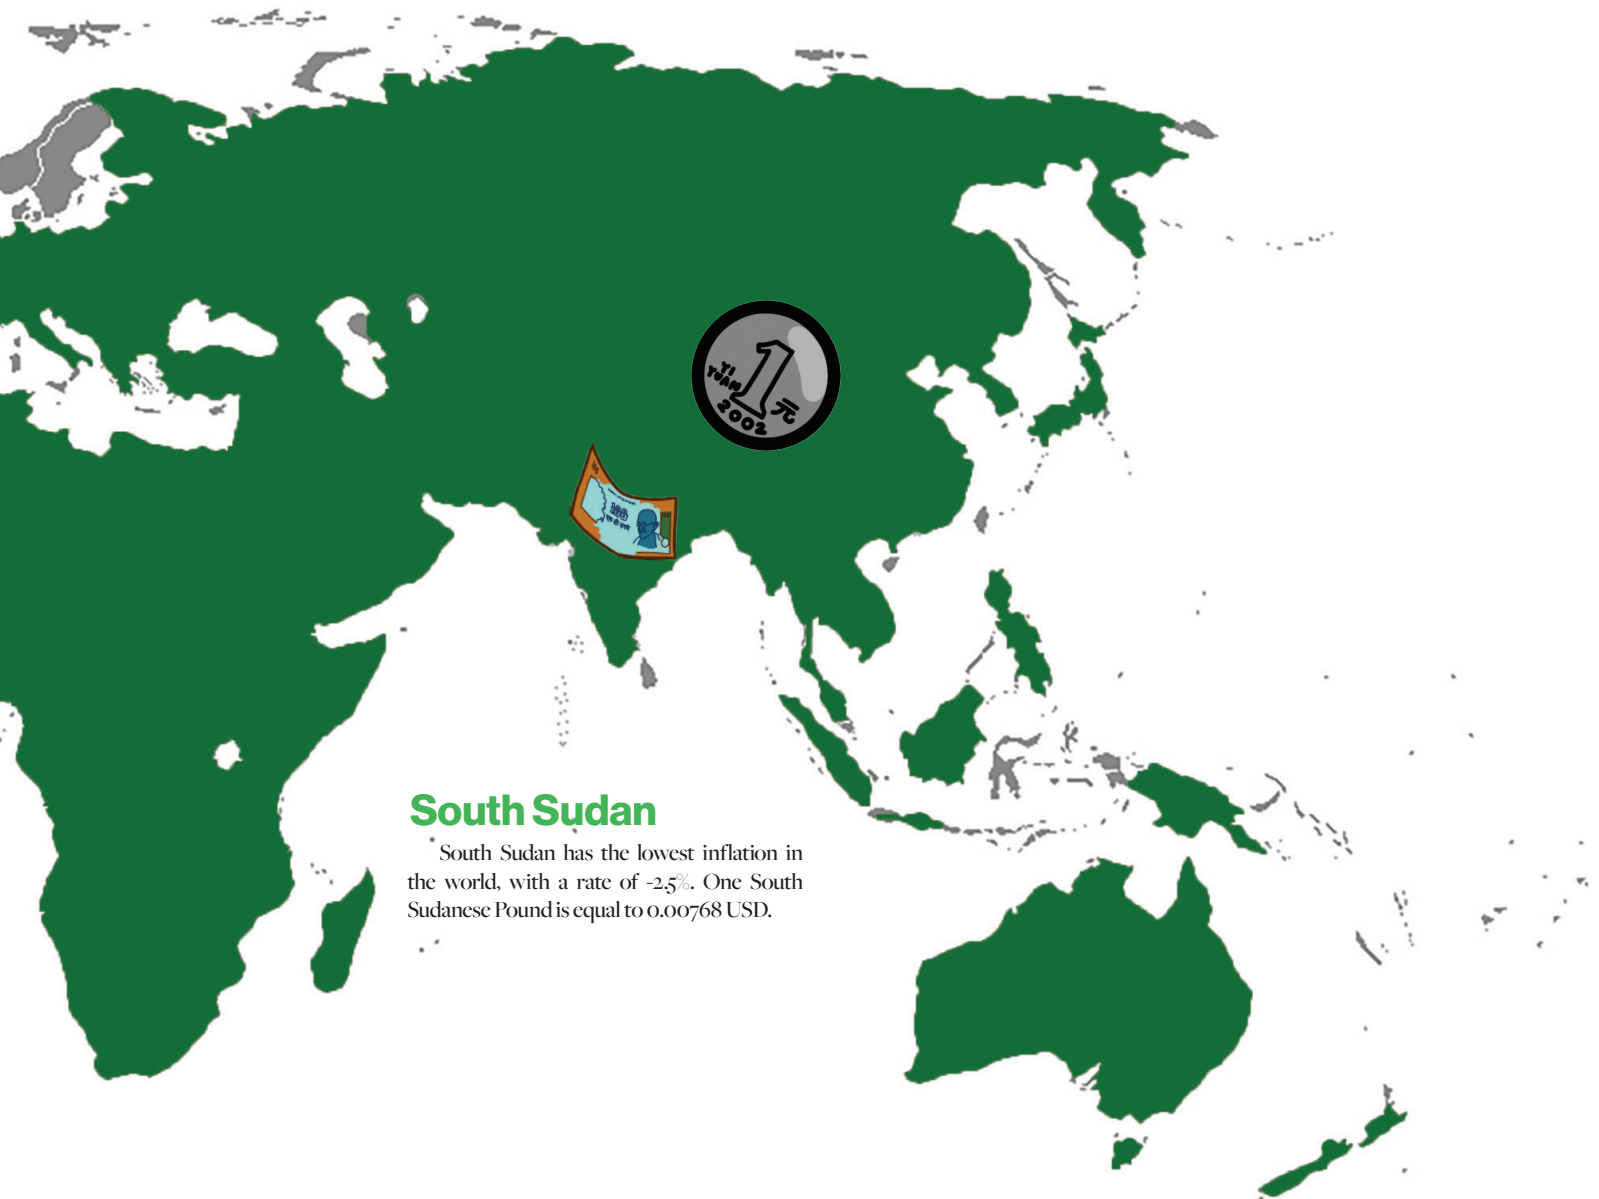 YI
YUAN
1
元
2002
South Sudan
South Sudan has the lowest inflation in
the world, with a rate of -2.5%. One South
Sudanese Pound is equal to 0.00768 USD.